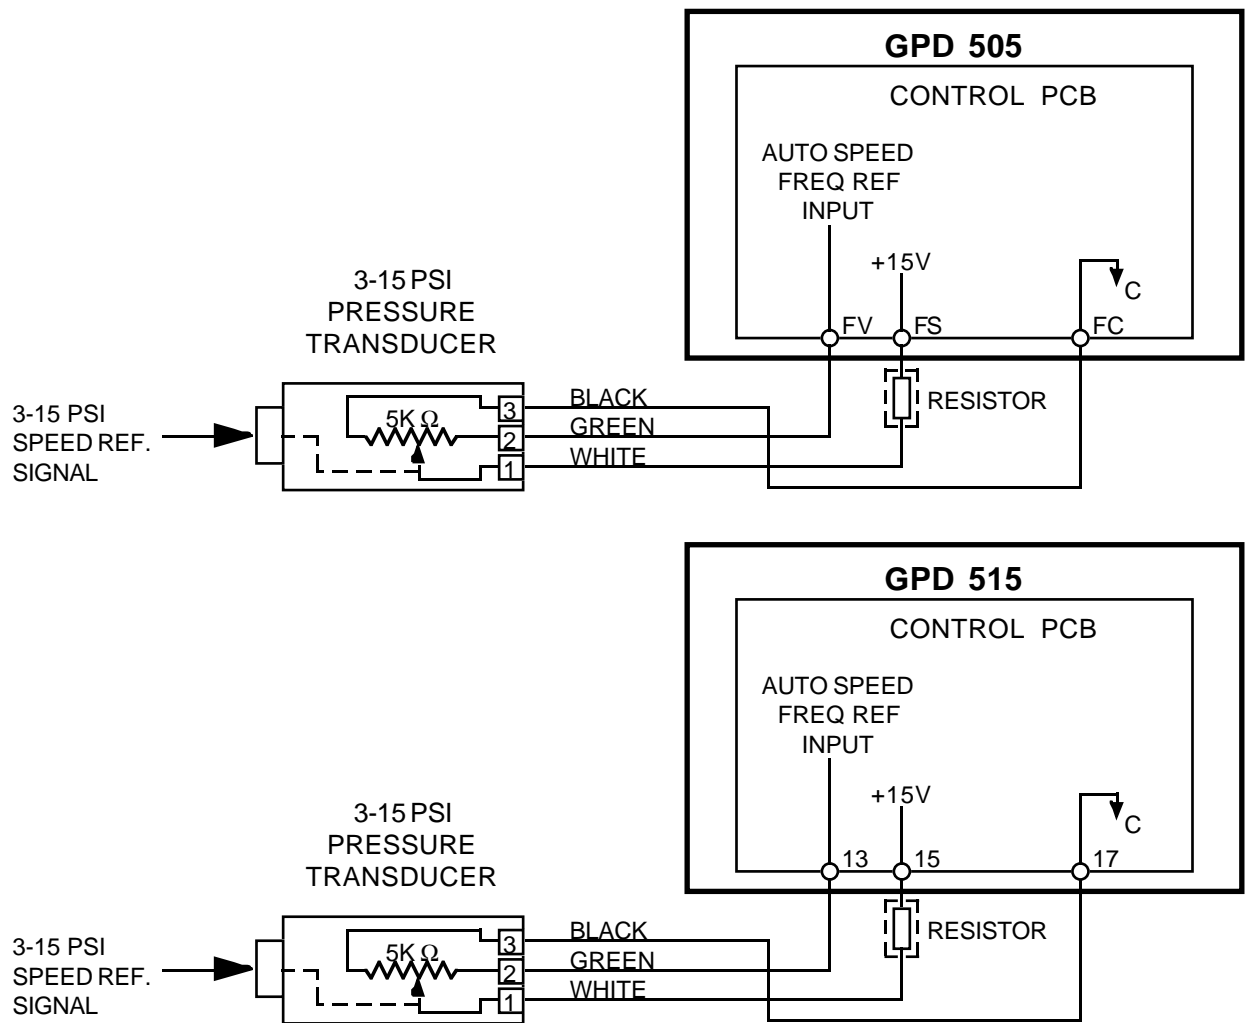 GPD 505
CONTROL PCB
AUTO SPEED
FREQ REF
INPUT
+15V
C
FV
FS
FC
3-15 PSI
PRESSURE
TRANSDUCER
RESISTOR
3-15 PSI
SPEED REF.
SIGNAL
5K Ω
3
2
1
BLACK
GREEN
WHITE
GPD 515
CONTROL PCB
AUTO SPEED
FREQ REF
INPUT
+15V
C
13
15
17
3-15 PSI
PRESSURE
TRANSDUCER
RESISTOR
3-15 PSI
SPEED REF.
SIGNAL
5K Ω
3
2
1
BLACK
GREEN
WHITE